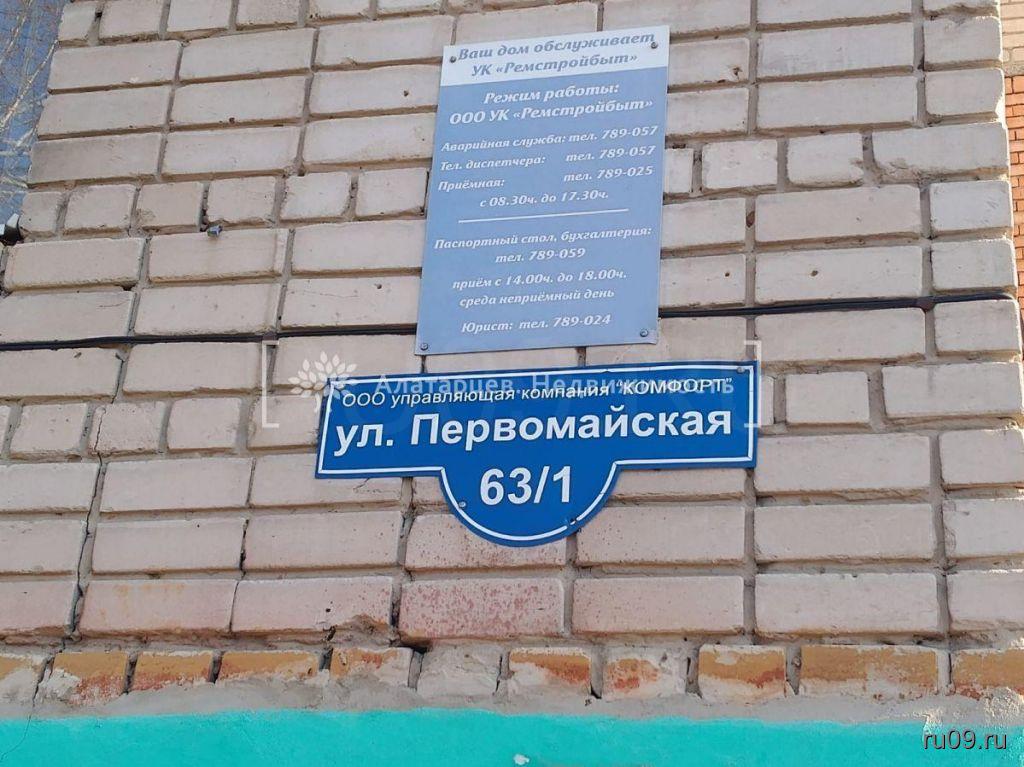 Ваш дом обслуживает
УК «Ремстройбыт»
Режим работы:
ООО УК «Ремстройбыт»
Аварийная служба: тел. 789-057
Тел. диспетчера: тел. 789-057
Приёмная: тел. 789-025
с 08.30ч. до 17.30ч.
Паспортный стол, бухгалтерия:
тел. 789-059
приём с 14.00ч. до 18.00ч.
среда неприёмный день
Юрист: тел. 789-024
Алатарцев Недвижимость
ООО управляющая компания "КОМФОРТ"
ул. Первомайская
63/1
ru09.ru